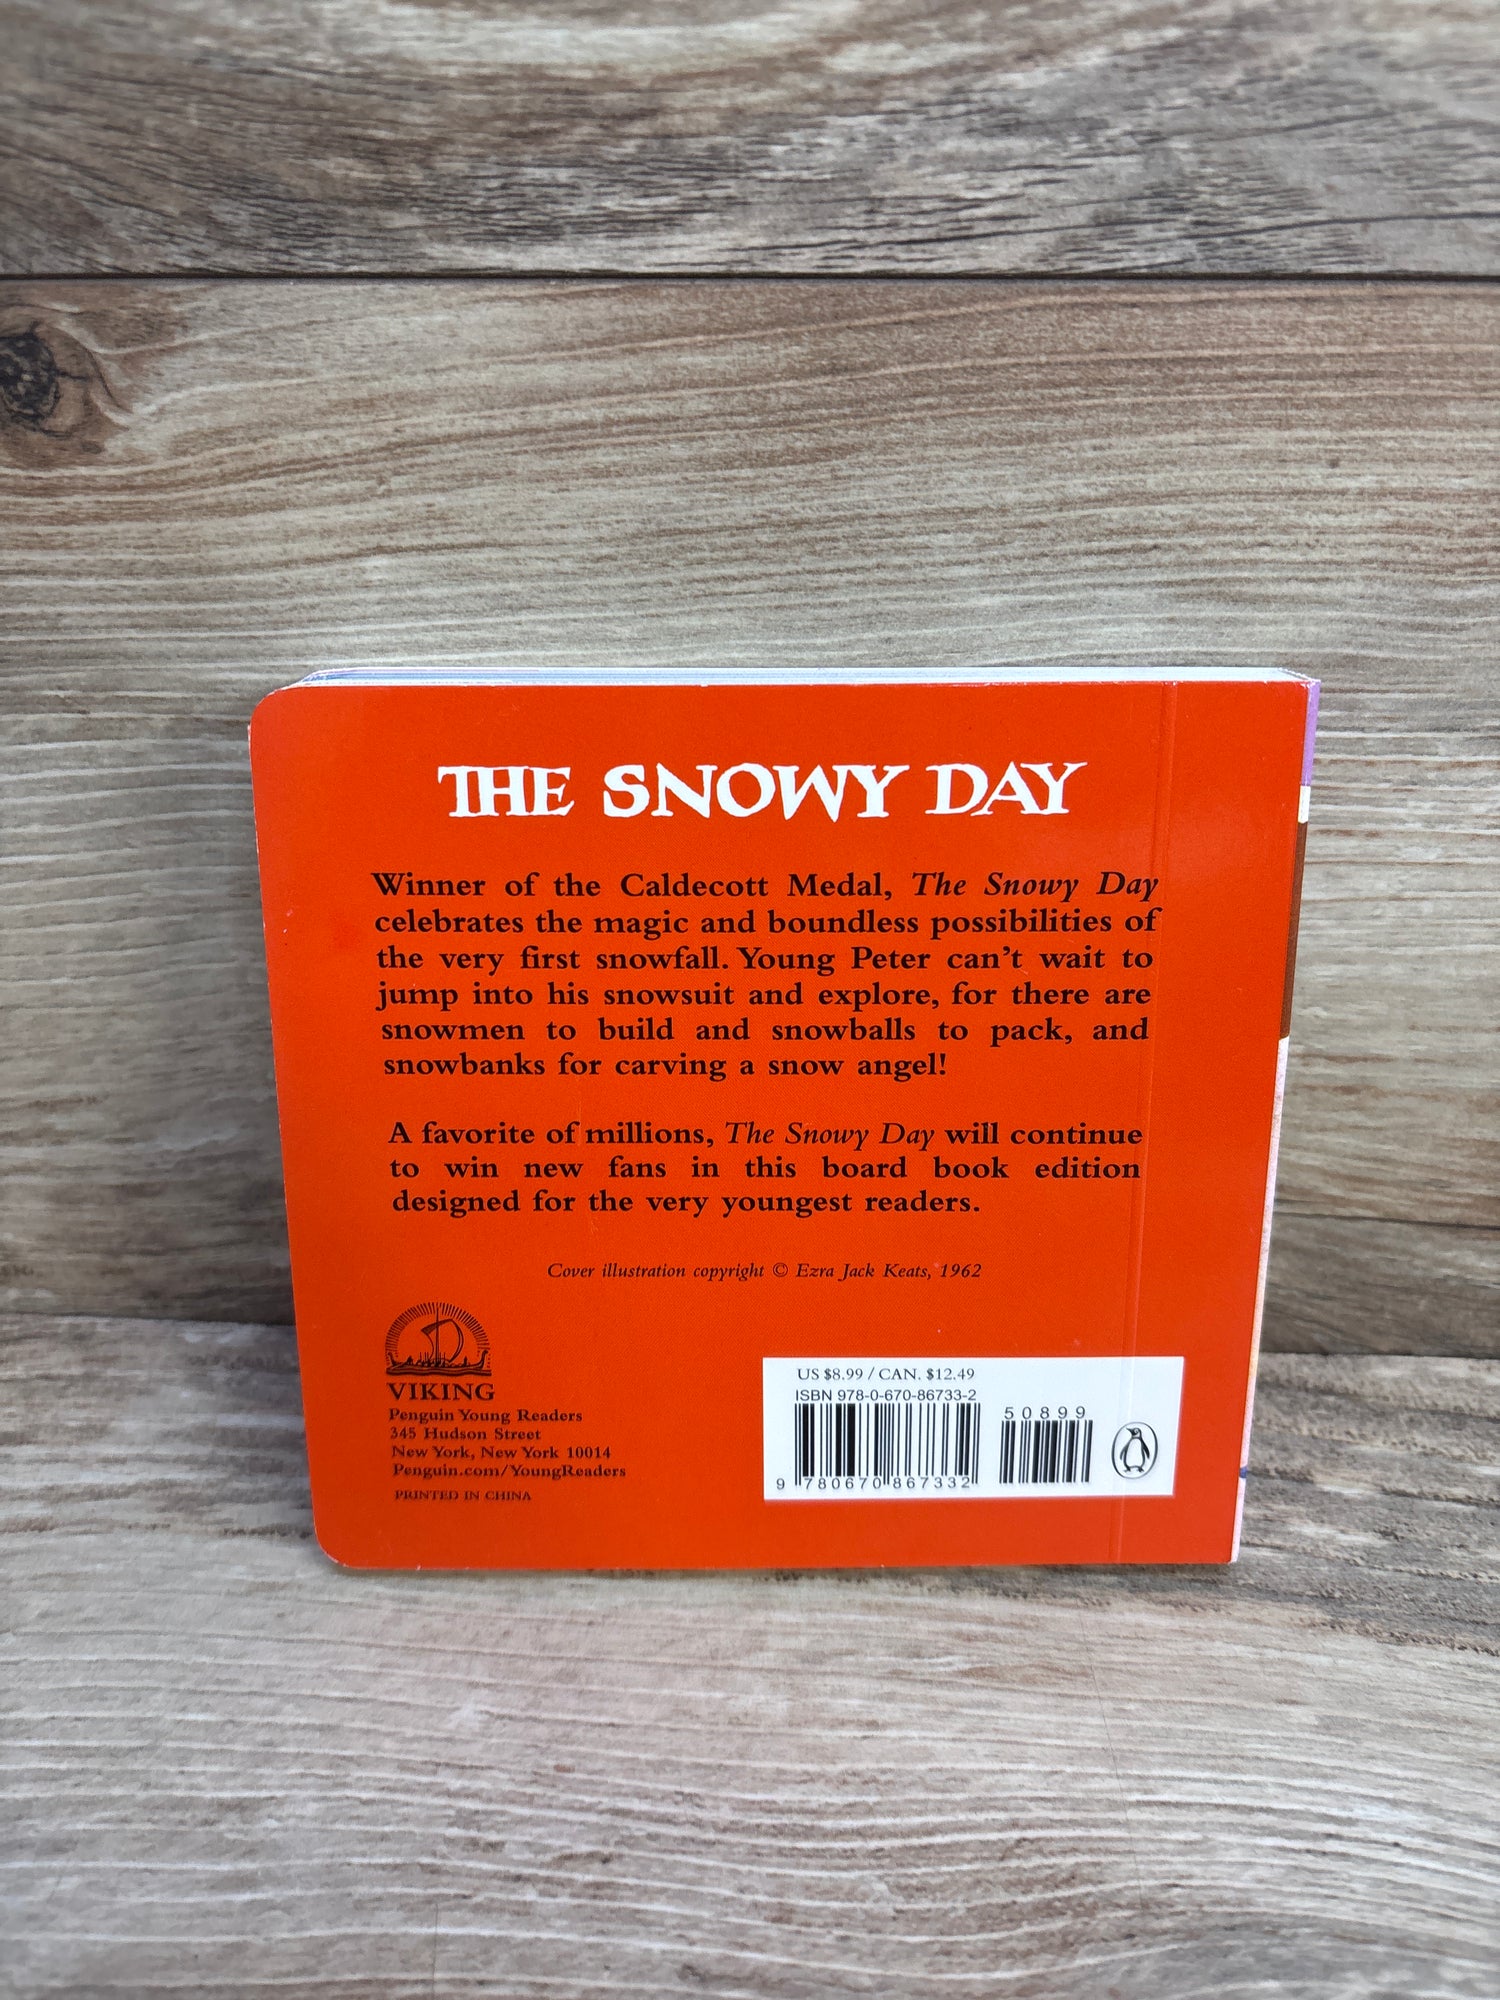 THE SNOWY DAY
Winner of the Caldecott Medal, The Snowy Day
celebrates the magic and boundless possibilities of
the very first snowfall. Young Peter can't wait to
jump into his snowsuit and explore, for there are
snowmen to build and snowballs to pack, and
snowbanks for carving a snow angel!
A favorite of millions, The Snowy Day will continue
to win new fans in this board book edition
designed for the very youngest readers.
Cover illustration copyright © Ezra Jack Keats, 1962
VIKING
Penguin Young Readers
345 Hudson Street
New York, New York 10014
Penguin.com/YoungReaders
PRINTED IN CHINA
US $8.99 / CAN. $12.49
ISBN 978-0-670-86733-2
50899
9 780670 867332